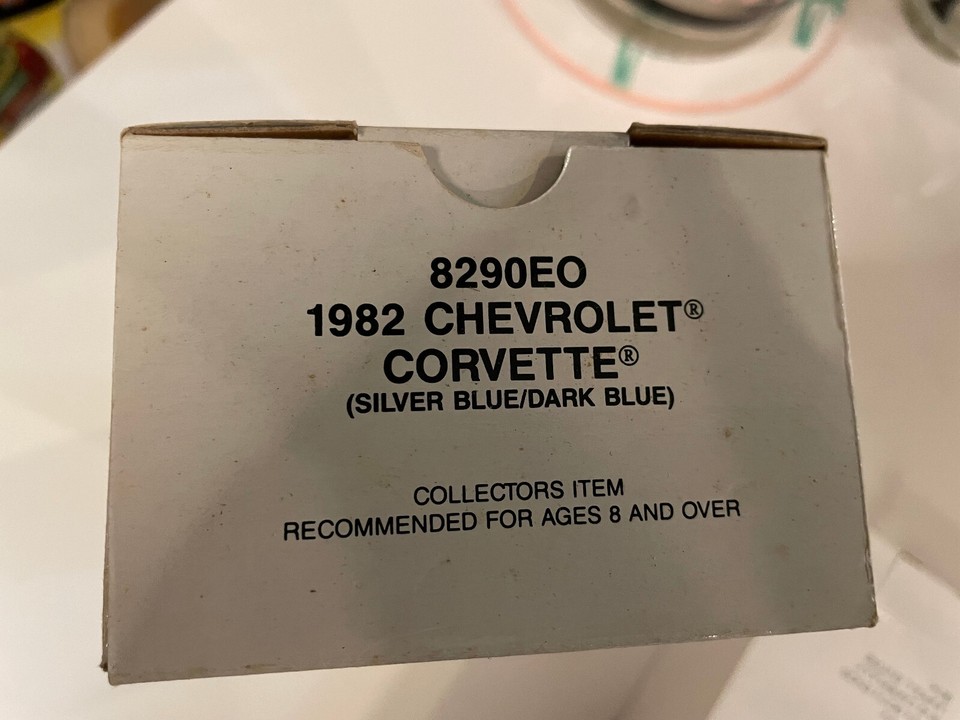 8290EO
1982 CHEVROLET®
CORVETTE®
(SILVER BLUE/DARK BLUE)
COLLECTORS ITEM
RECOMMENDED FOR AGES 8 AND OVER